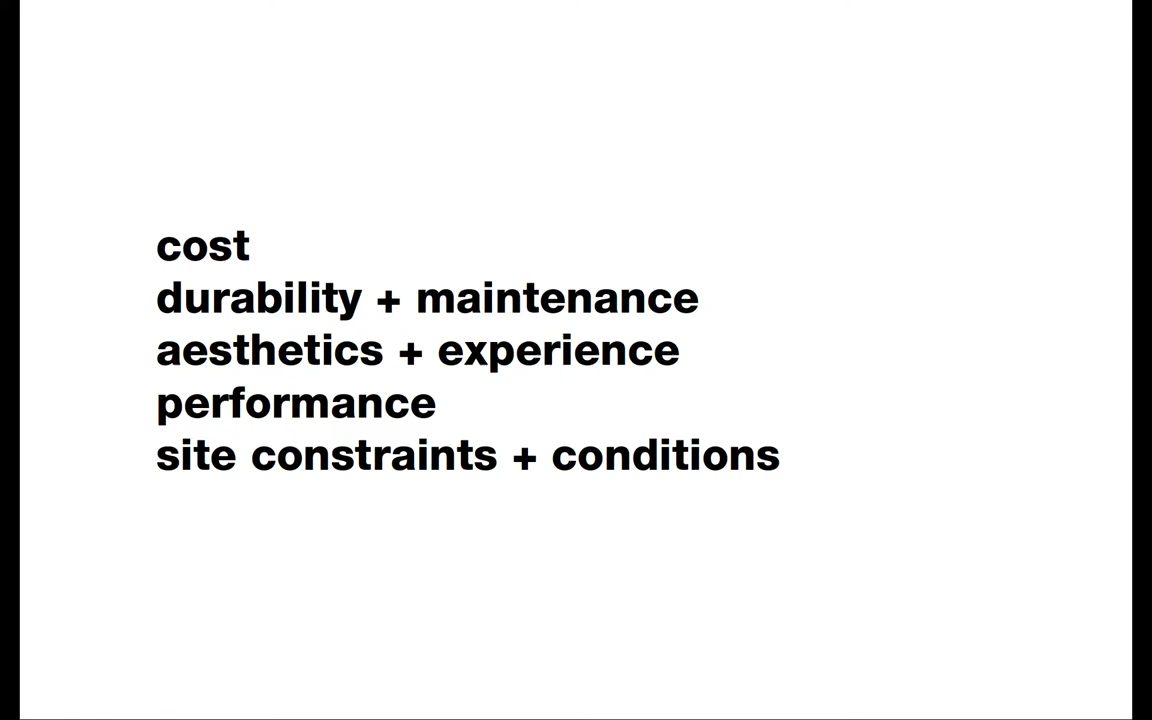 cost
durability + maintenance
aesthetics + experience
performance
site constraints + conditions